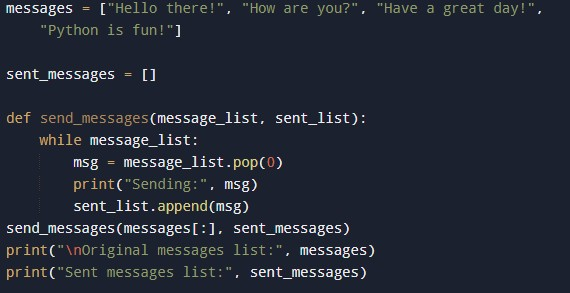 messages = ["Hello there!", "How are you?", "Have a great day!",
    "Python is fun!"]

sent_messages = []

def send_messages(message_list, sent_list):
    while message_list:
        msg = message_list.pop(0)
        print("Sending:", msg)
        sent_list.append(msg)
send_messages(messages[:], sent_messages)
print("\nOriginal messages list:", messages)
print("Sent messages list:", sent_messages)